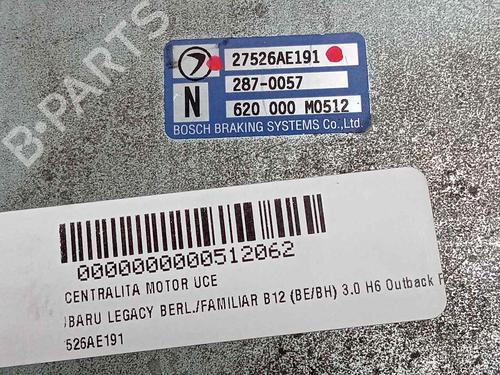 27526AE191
287-0057
N
620 000 M0512
BOSCH BRAKING SYSTEMS Co.,Ltd.
B-PARTS
0000000000512062
CENTRALITA MOTOR UCE
BARU LEGACY BERL./FAMILIAR B12 (BE/BH) 3.0 H6 Outback
526AE191